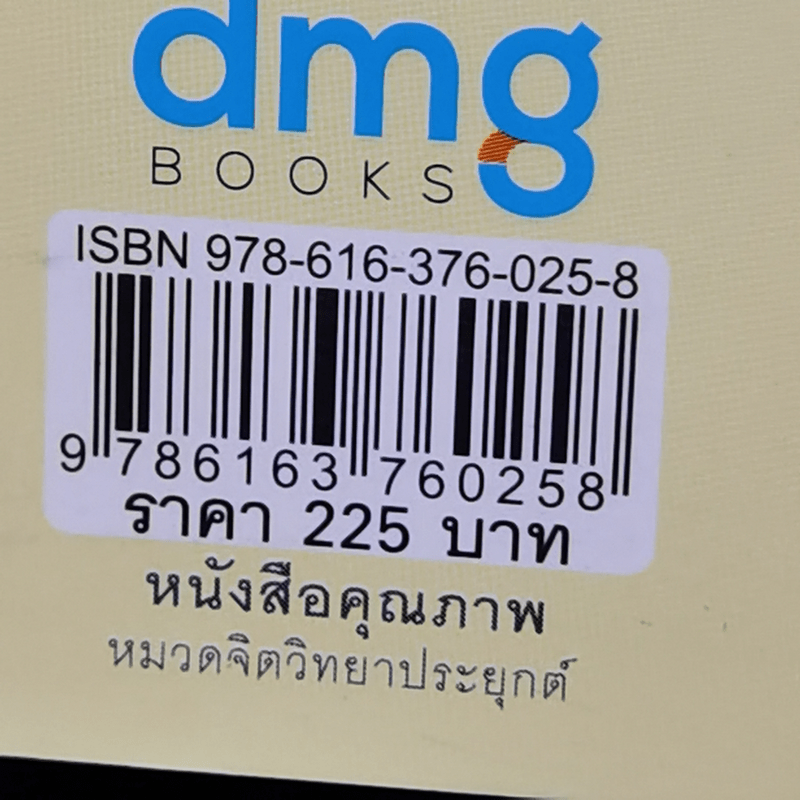 dmg
BOOKS
ISBN 978-616-376-025-8
9 786163 760258
ราคา 225 บาท
หนังสือคุณภาพ
หมวดจิตวิทยาประยุกต์